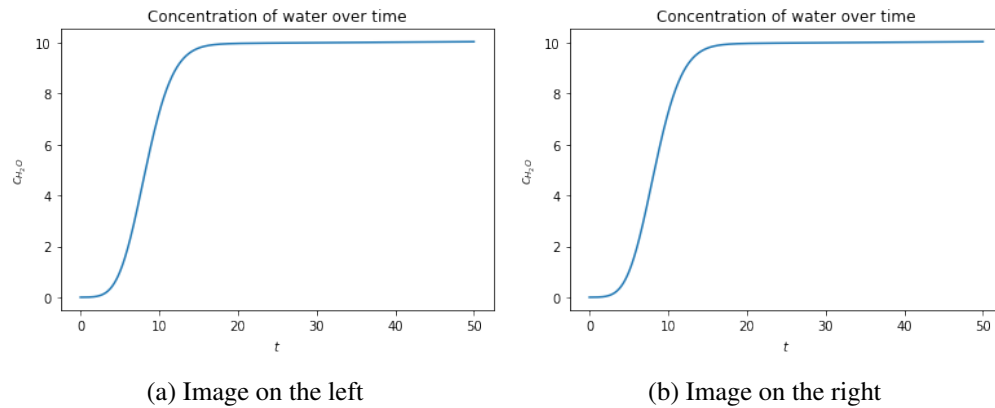 Concentration of water over time
10
8
6
4
2
0
c_{H_2O}
0 10 20 30 40 50
t
(a) Image on the left
Concentration of water over time
10
8
6
4
2
0
c_{H_2O}
0 10 20 30 40 50
t
(b) Image on the right